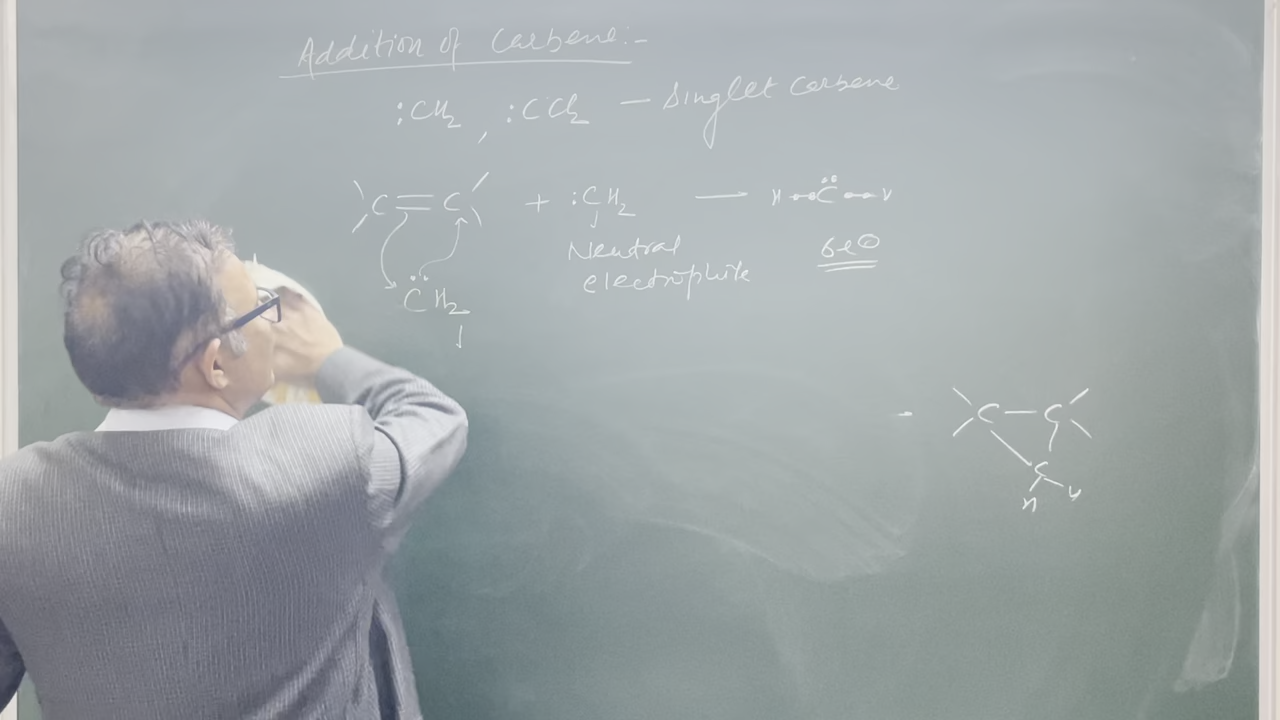 Addition of Carbene:-
:CH2 , :CCl2 — Singlet Carbene
C=C + :CH2 → H••C̈••H
Neutral
electrophile
6e⊖
C̈H2
↓
C — C
C
H H